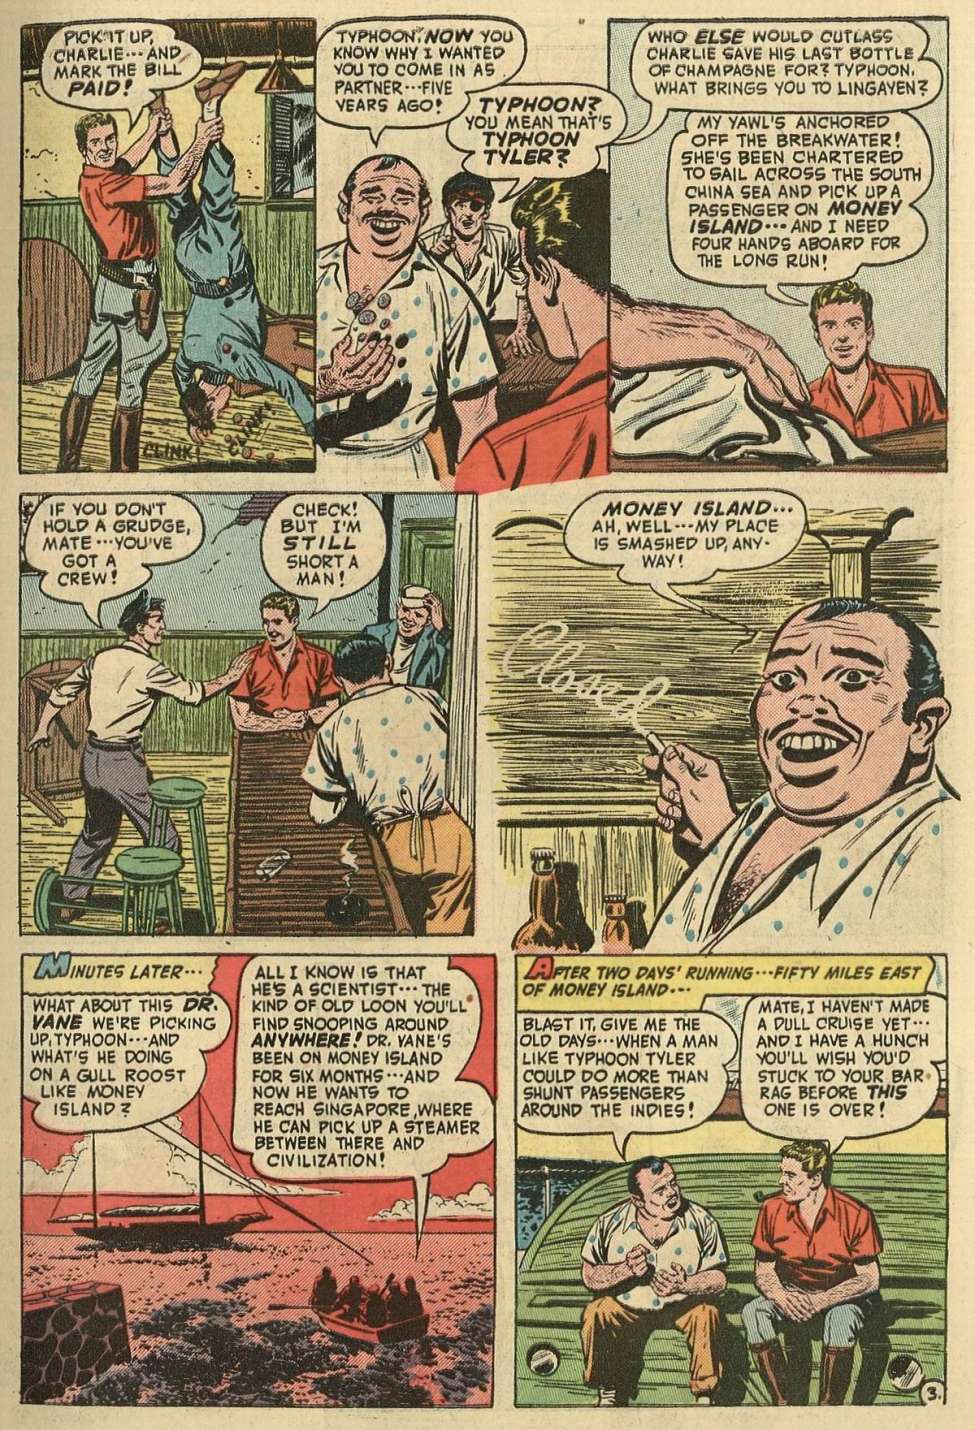 PICK IT UP,
CHARLIE---AND
MARK THE BILL
PAID!
CLINK!
CLINK!
TYPHOON, NOW YOU
KNOW WHY I WANTED
YOU TO COME IN AS
PARTNER---FIVE
YEARS AGO!
TYPHOON?
YOU MEAN THAT'S
TYPHOON
TYLER?
WHO ELSE WOULD CUTLASS
CHARLIE SAVE HIS LAST BOTTLE
OF CHAMPAGNE FOR? TYPHOON,
WHAT BRINGS YOU TO LINGAYEN?
MY YAWL'S ANCHORED
OFF THE BREAKWATER!
SHE'S BEEN CHARTERED
TO SAIL ACROSS THE SOUTH
CHINA SEA AND PICK UP A
PASSENGER ON MONEY
ISLAND---AND I NEED
FOUR HANDS ABOARD FOR
THE LONG RUN!
IF YOU DON'T
HOLD A GRUDGE,
MATE---YOU'VE
GOT A
CREW!
CHECK!
BUT I'M
STILL
SHORT A
MAN!
MONEY ISLAND---
AH, WELL---MY PLACE
IS SMASHED UP, ANY-
WAY!
Closed
MINUTES LATER---
WHAT ABOUT THIS DR.
VANE WE'RE PICKING
UP, TYPHOON---AND
WHAT'S HE DOING
ON A GULL ROOST
LIKE MONEY
ISLAND?
ALL I KNOW IS THAT
HE'S A SCIENTIST---THE
KIND OF OLD LOON YOU'LL
FIND SNOOPING AROUND
ANYWHERE! DR. VANE'S
BEEN ON MONEY ISLAND
FOR SIX MONTHS---AND
NOW HE WANTS TO
REACH SINGAPORE, WHERE
HE CAN PICK UP A STEAMER
BETWEEN THERE AND
CIVILIZATION!
AFTER TWO DAYS' RUNNING---FIFTY MILES EAST
OF MONEY ISLAND---
BLAST IT, GIVE ME THE
OLD DAYS---WHEN A MAN
LIKE TYPHOON TYLER
COULD DO MORE THAN
SHUNT PASSENGERS
AROUND THE INDIES!
MATE, I HAVEN'T MADE
A DULL CRUISE YET---
AND I HAVE A HUNCH
YOU'LL WISH YOU'D
STUCK TO YOUR BAR-
RAG BEFORE THIS
ONE IS OVER!
3.